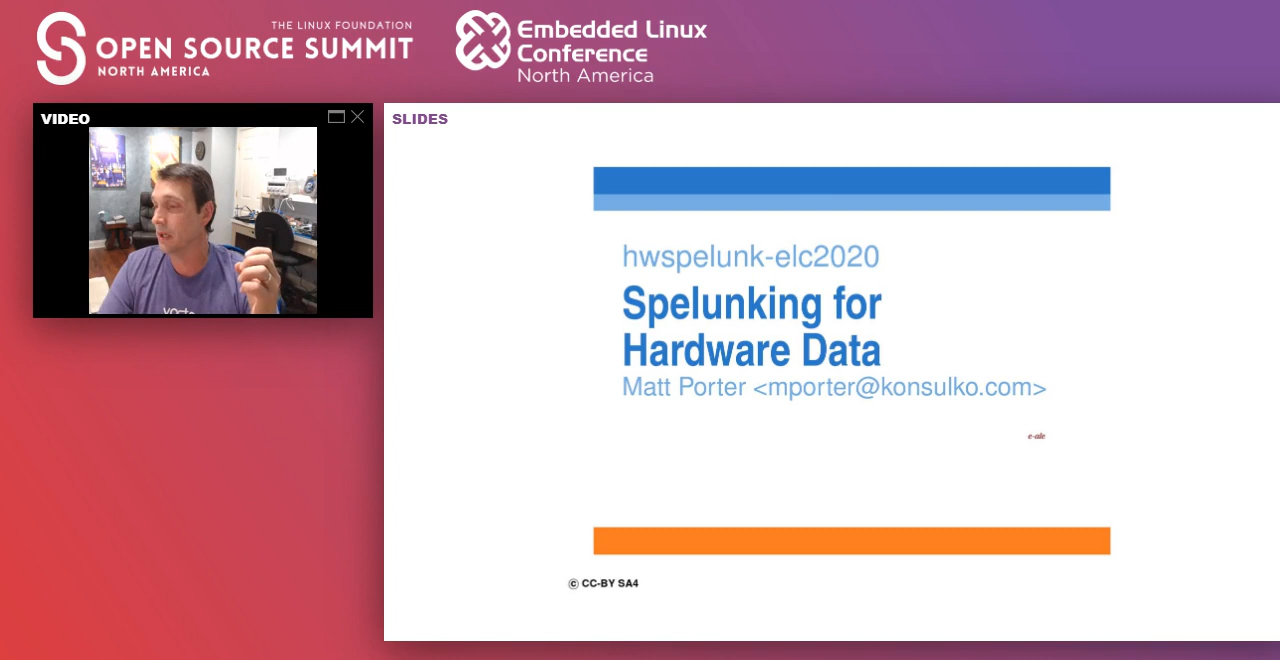 THE LINUX FOUNDATION
OPEN SOURCE SUMMIT
NORTH AMERICA
Embedded Linux
Conference
North America
VIDEO
SLIDES
hwspelunk-elc2020
Spelunking for
Hardware Data
Matt Porter <mporter@konsulko.com>
e-ale
© CC-BY SA4